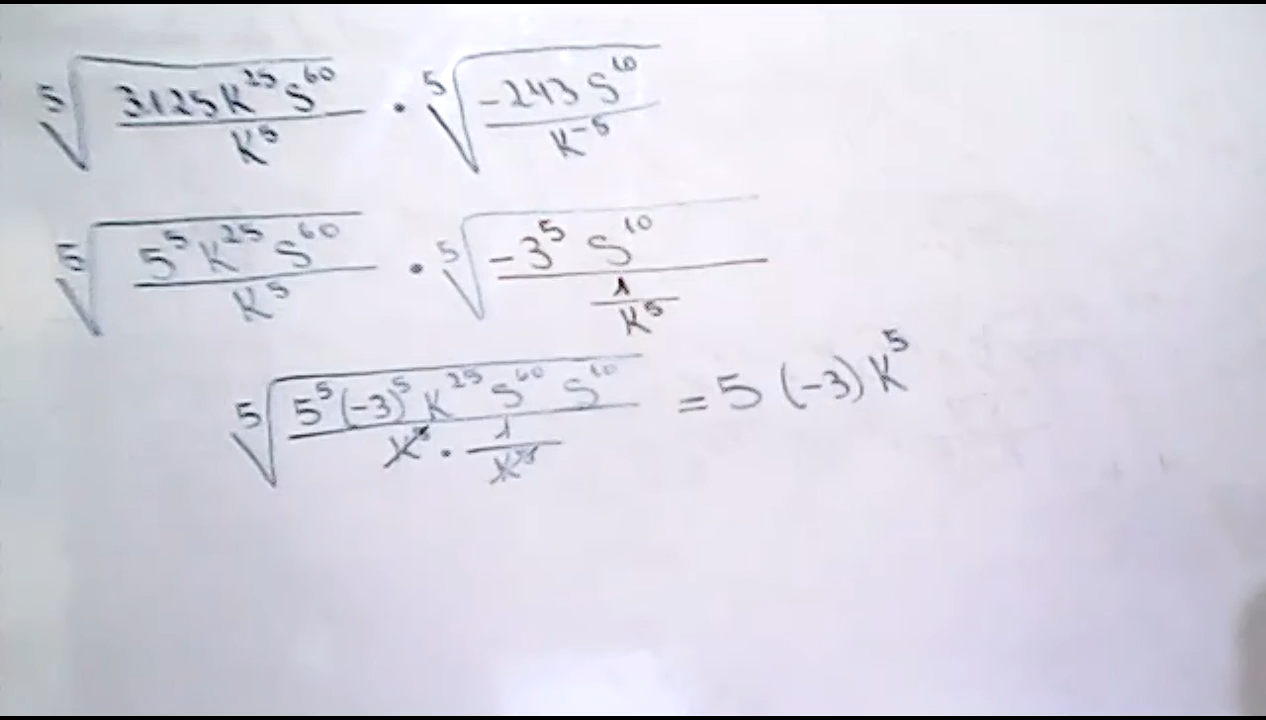 ⁵√(3125K²⁵S⁶⁰/K⁵) · ⁵√(-243S¹⁰/K⁻⁵)
⁵√(5⁵K²⁵S⁶⁰/K⁵) · ⁵√(-3⁵S¹⁰/(1/K⁵))
⁵√(5⁵(-3)⁵K²⁵S⁶⁰S¹⁰/(K⁵ · 1/K⁵)) = 5(-3)K⁵